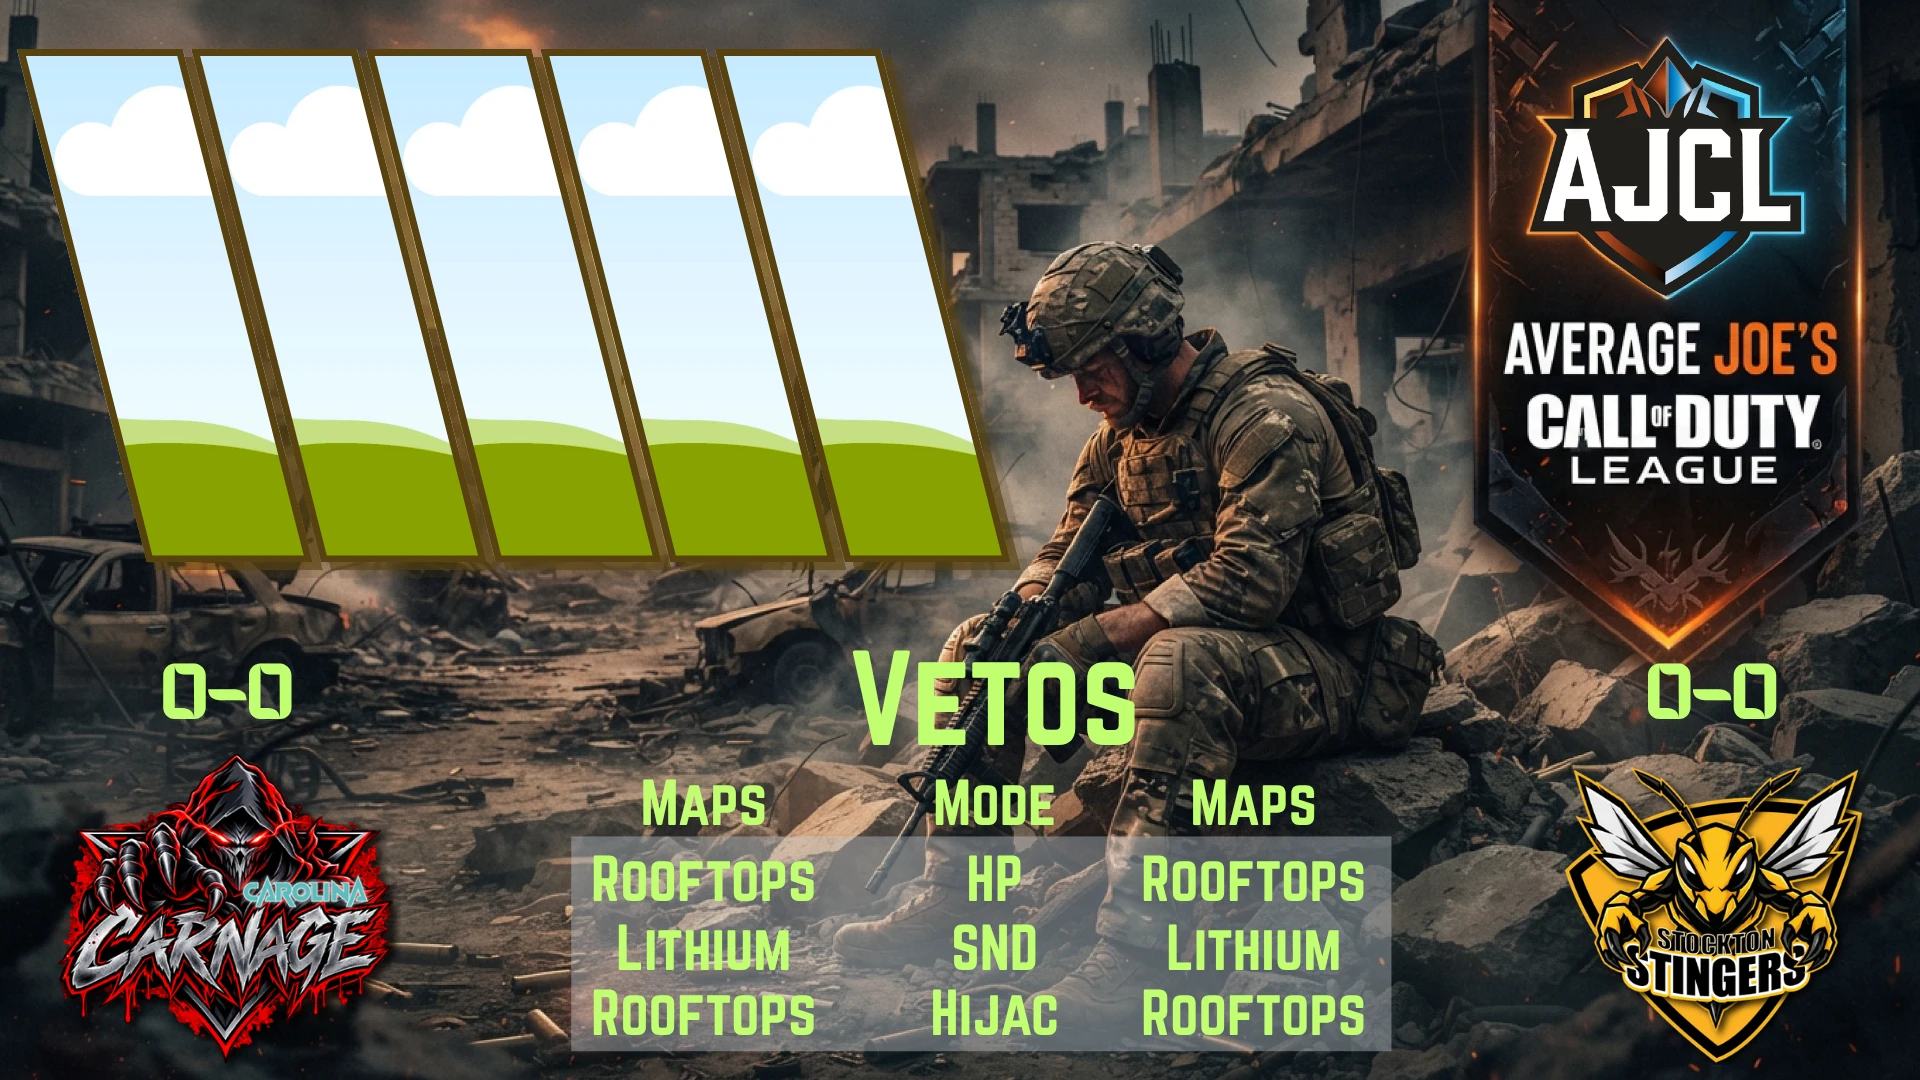 AJCL
AVERAGE JOE'S
CALL OF DUTY
LEAGUE
0-0
VETOS
0-0
MAPS MODE MAPS
ROOFTOPS HP ROOFTOPS
LITHIUM SND LITHIUM
ROOFTOPS HIJAC ROOFTOPS
CAROLINA
CARNAGE
STOCKTON
STINGERS